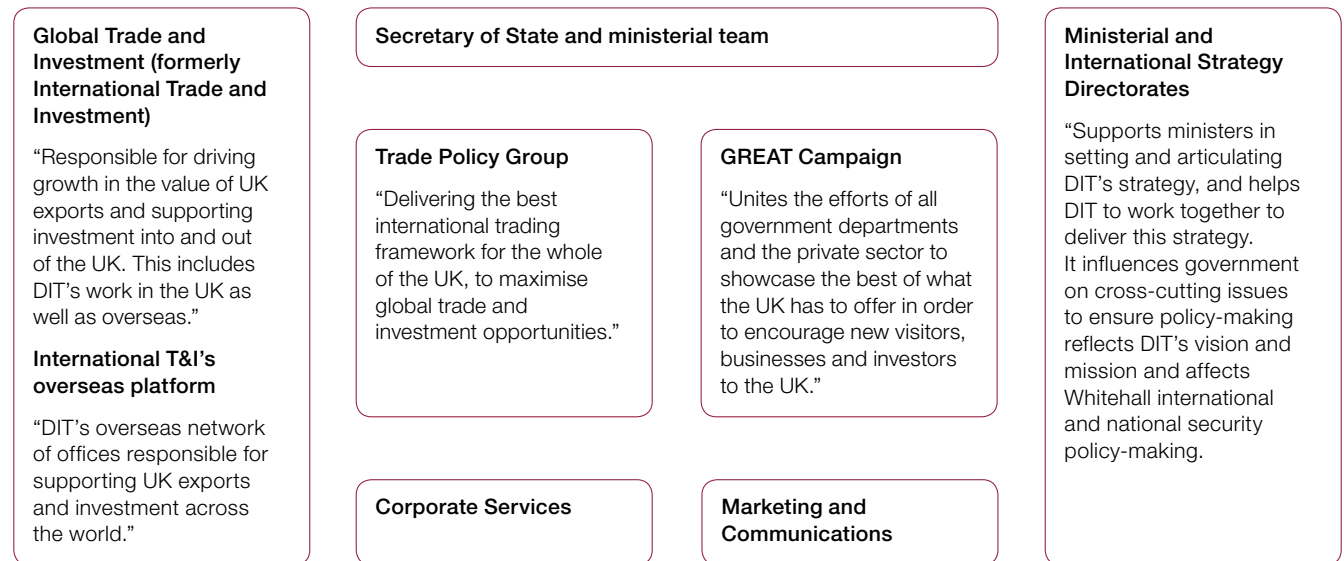 Global Trade and
Investment (formerly
International Trade and
Investment)
“Responsible for driving
growth in the value of UK
exports and supporting
investment into and out
of the UK. This includes
DIT’s work in the UK as
well as overseas.”
International T&I’s
overseas platform
“DIT’s overseas network
of offices responsible for
supporting UK exports
and investment across
the world.”
Secretary of State and ministerial team
Trade Policy Group
“Delivering the best
international trading
framework for the whole
of the UK, to maximise
global trade and
investment opportunities.”
GREAT Campaign
“Unites the efforts of all
government departments
and the private sector to
showcase the best of what
the UK has to offer in order
to encourage new visitors,
businesses and investors
to the UK.”
Corporate Services
Marketing and
Communications
Ministerial and
International Strategy
Directorates
“Supports ministers in
setting and articulating
DIT’s strategy, and helps
DIT to work together to
deliver this strategy.
It influences government
on cross-cutting issues
to ensure policy-making
reflects DIT’s vision and
mission and affects
Whitehall international
and national security
policy-making.